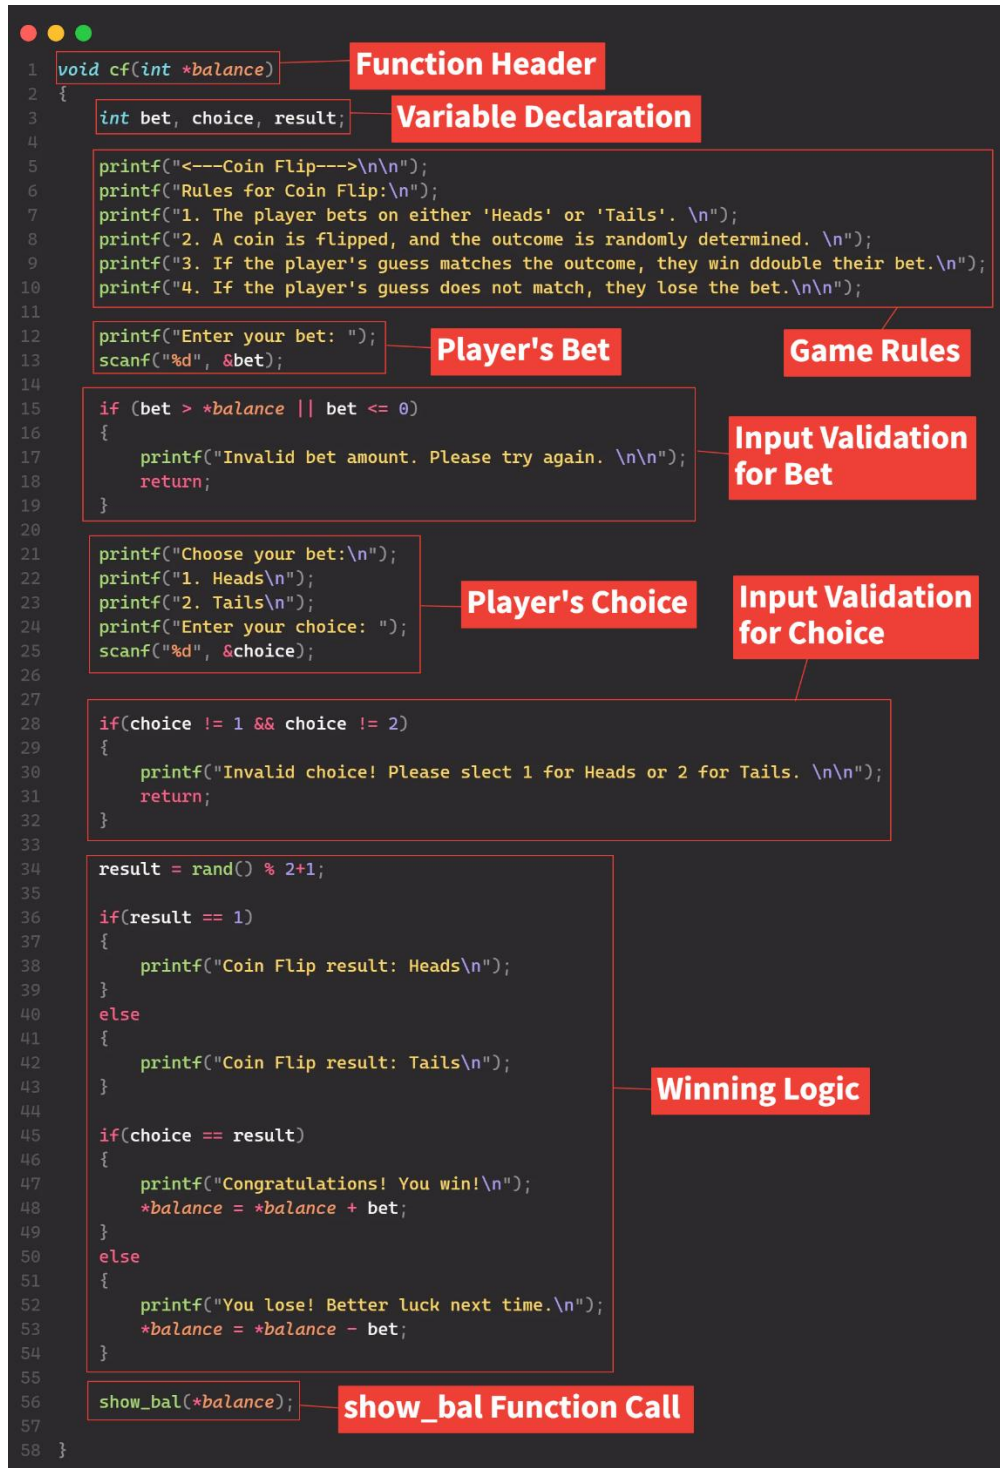 1 void cf(int *balance)
Function Header
2 {
3 int bet, choice, result;
Variable Declaration
4
5 printf("<---Coin Flip--->\n\n");
6 printf("Rules for Coin Flip:\n");
7 printf("1. The player bets on either 'Heads' or 'Tails'. \n");
8 printf("2. A coin is flipped, and the outcome is randomly determined. \n");
9 printf("3. If the player's guess matches the outcome, they win ddouble their bet.\n");
10 printf("4. If the player's guess does not match, they lose the bet.\n\n");
Game Rules
11
12 printf("Enter your bet: ");
13 scanf("%d", &bet);
Player's Bet
14
15 if (bet > *balance || bet <= 0)
16 {
17 printf("Invalid bet amount. Please try again. \n\n");
18 return;
19 }
Input Validation
for Bet
20
21 printf("Choose your bet:\n");
22 printf("1. Heads\n");
23 printf("2. Tails\n");
24 printf("Enter your choice: ");
25 scanf("%d", &choice);
Player's Choice
26
27
Input Validation
for Choice
28 if(choice != 1 && choice != 2)
29 {
30 printf("Invalid choice! Please slect 1 for Heads or 2 for Tails. \n\n");
31 return;
32 }
33
34 result = rand() % 2+1;
35
36 if(result == 1)
37 {
38 printf("Coin Flip result: Heads\n");
39 }
40 else
41 {
42 printf("Coin Flip result: Tails\n");
43 }
44
45 if(choice == result)
46 {
47 printf("Congratulations! You win!\n");
48 *balance = *balance + bet;
49 }
50 else
51 {
52 printf("You lose! Better luck next time.\n");
53 *balance = *balance - bet;
54 }
Winning Logic
55
56 show_bal(*balance);
show_bal Function Call
57
58 }